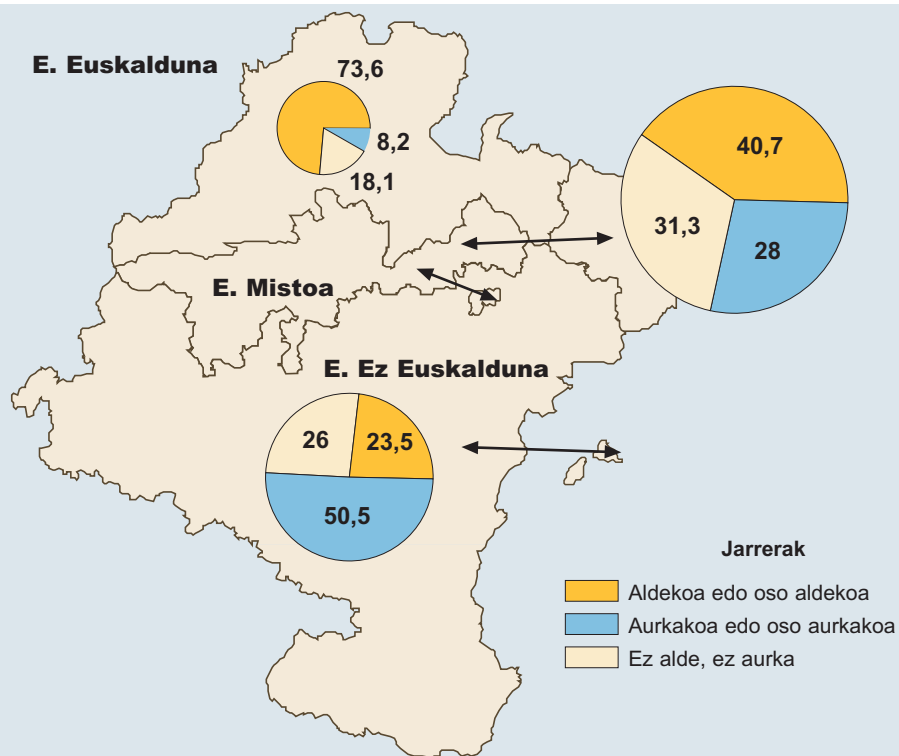 E. Euskalduna
73,6
8,2
18,1
40,7
31,3
28
E. Mistoa
E. Ez Euskalduna
26
23,5
50,5
Jarrerak
Aldekoa edo oso aldekoa
Aurkakoa edo oso aurkakoa
Ez alde, ez aurka